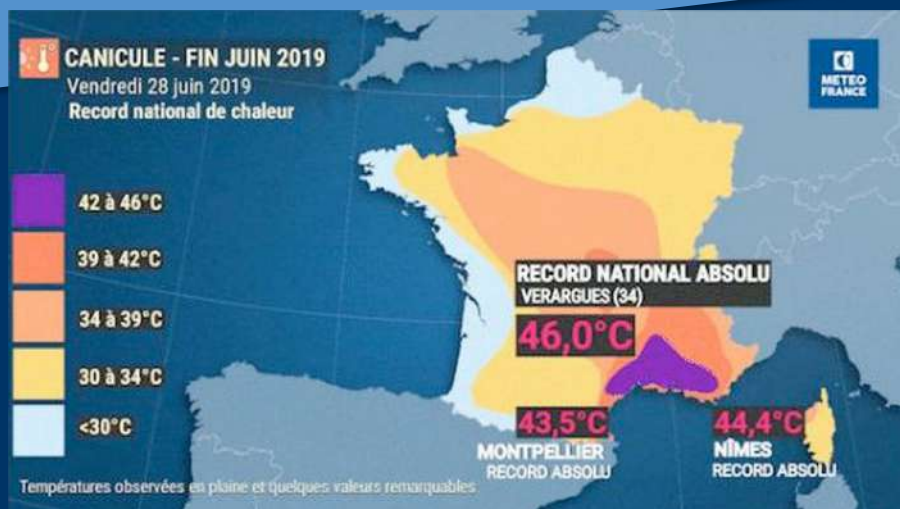 CANICULE - FIN JUIN 2019
Vendredi 28 juin 2019
Record national de chaleur
METEO
FRANCE
42 à 46°C
39 à 42°C
34 à 39°C
30 à 34°C
<30°C
RECORD NATIONAL ABSOLU
VERARGUES (34)
46,0°C
43,5°C
MONTPELLIER
RECORD ABSOLU
44,4°C
NÎMES
RECORD ABSOLU
Températures observées en plaine et quelques valeurs remarquables